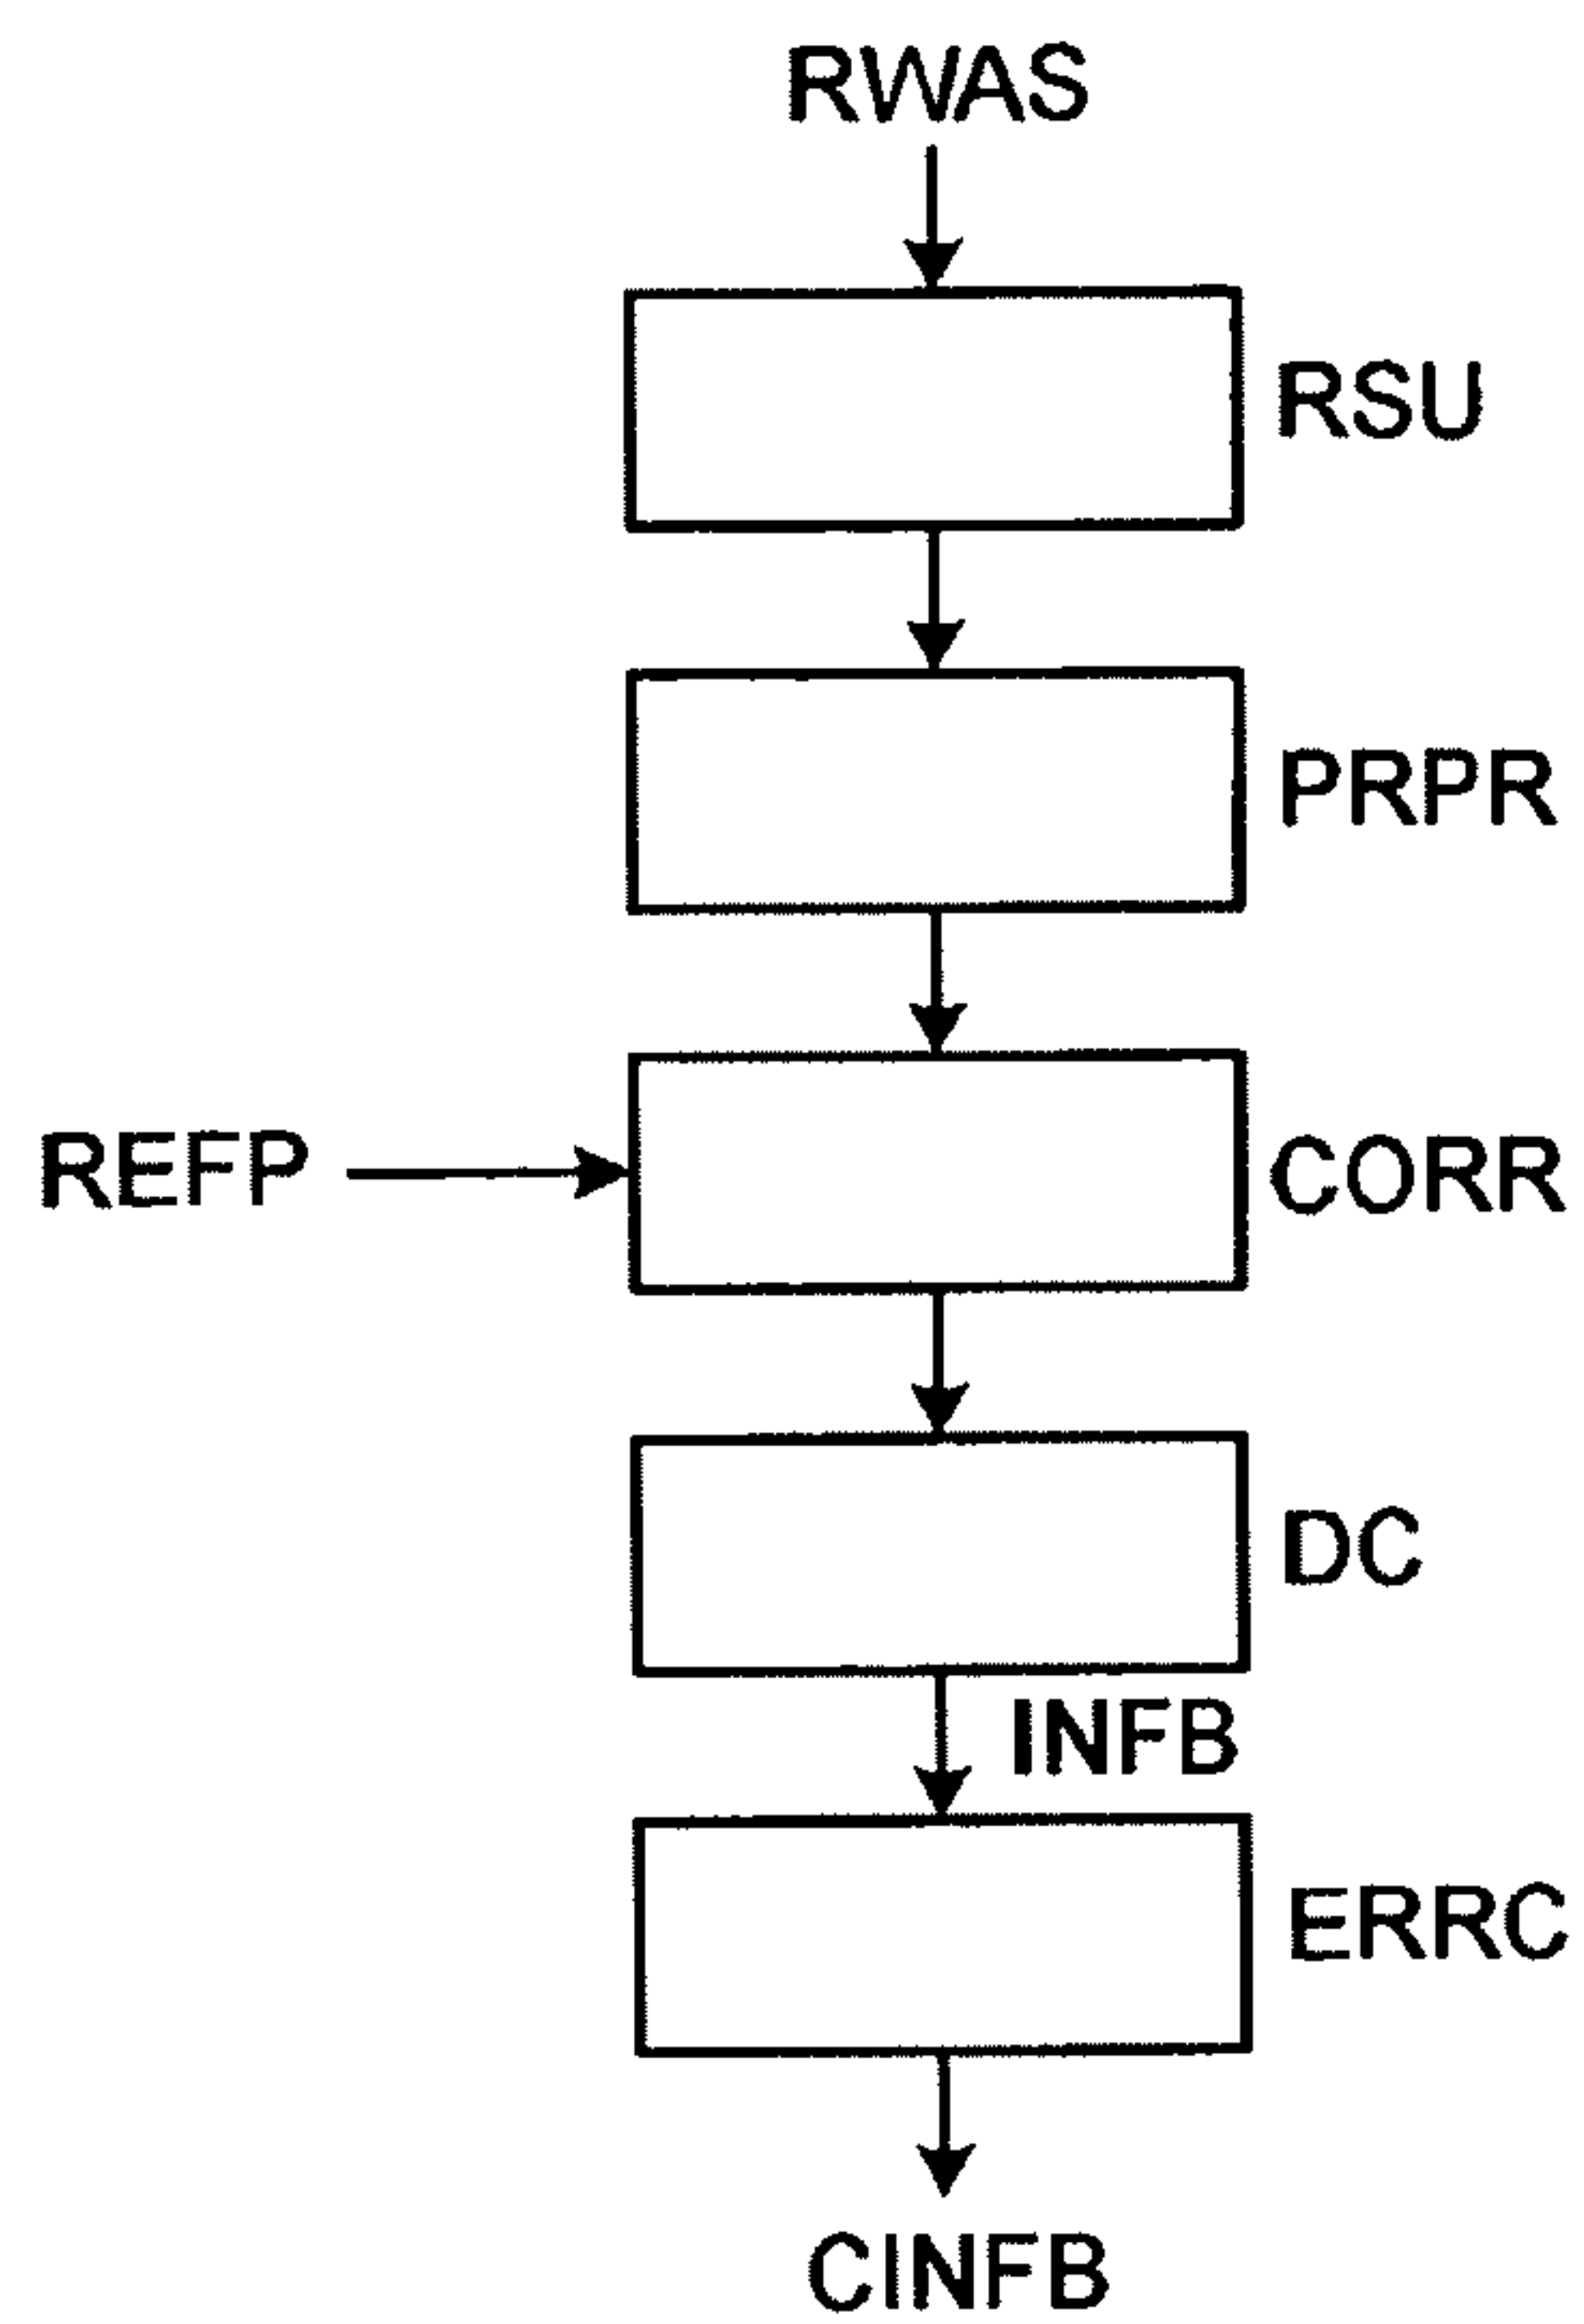 RWAS
RSU
PRPR
REFP
CORR
DC
INFB
ERRC
CINFB